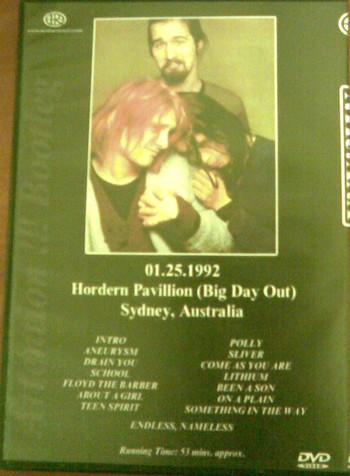 01.25.1992
Hordern Pavillion (Big Day Out)
Sydney, Australia
INTRO
ANEURYSM
DRAIN YOU
SCHOOL
FLOYD THE BARBER
ABOUT A GIRL
TEEN SPIRIT
POLLY
SLIVER
COME AS YOU ARE
LITHIUM
BEEN A SON
ON A PLAIN
SOMETHING IN THE WAY
ENDLESS, NAMELESS
Running Time: 53 mins. approx.
DVD
Bootleg